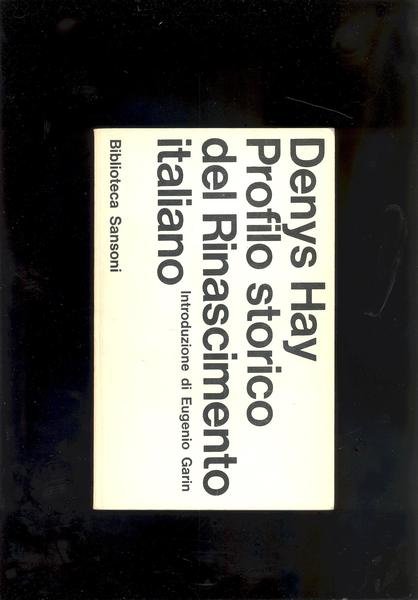 Denys Hay
Profilo storico
del Rinascimento
italiano
Introduzione di Eugenio Garin
Biblioteca Sansoni